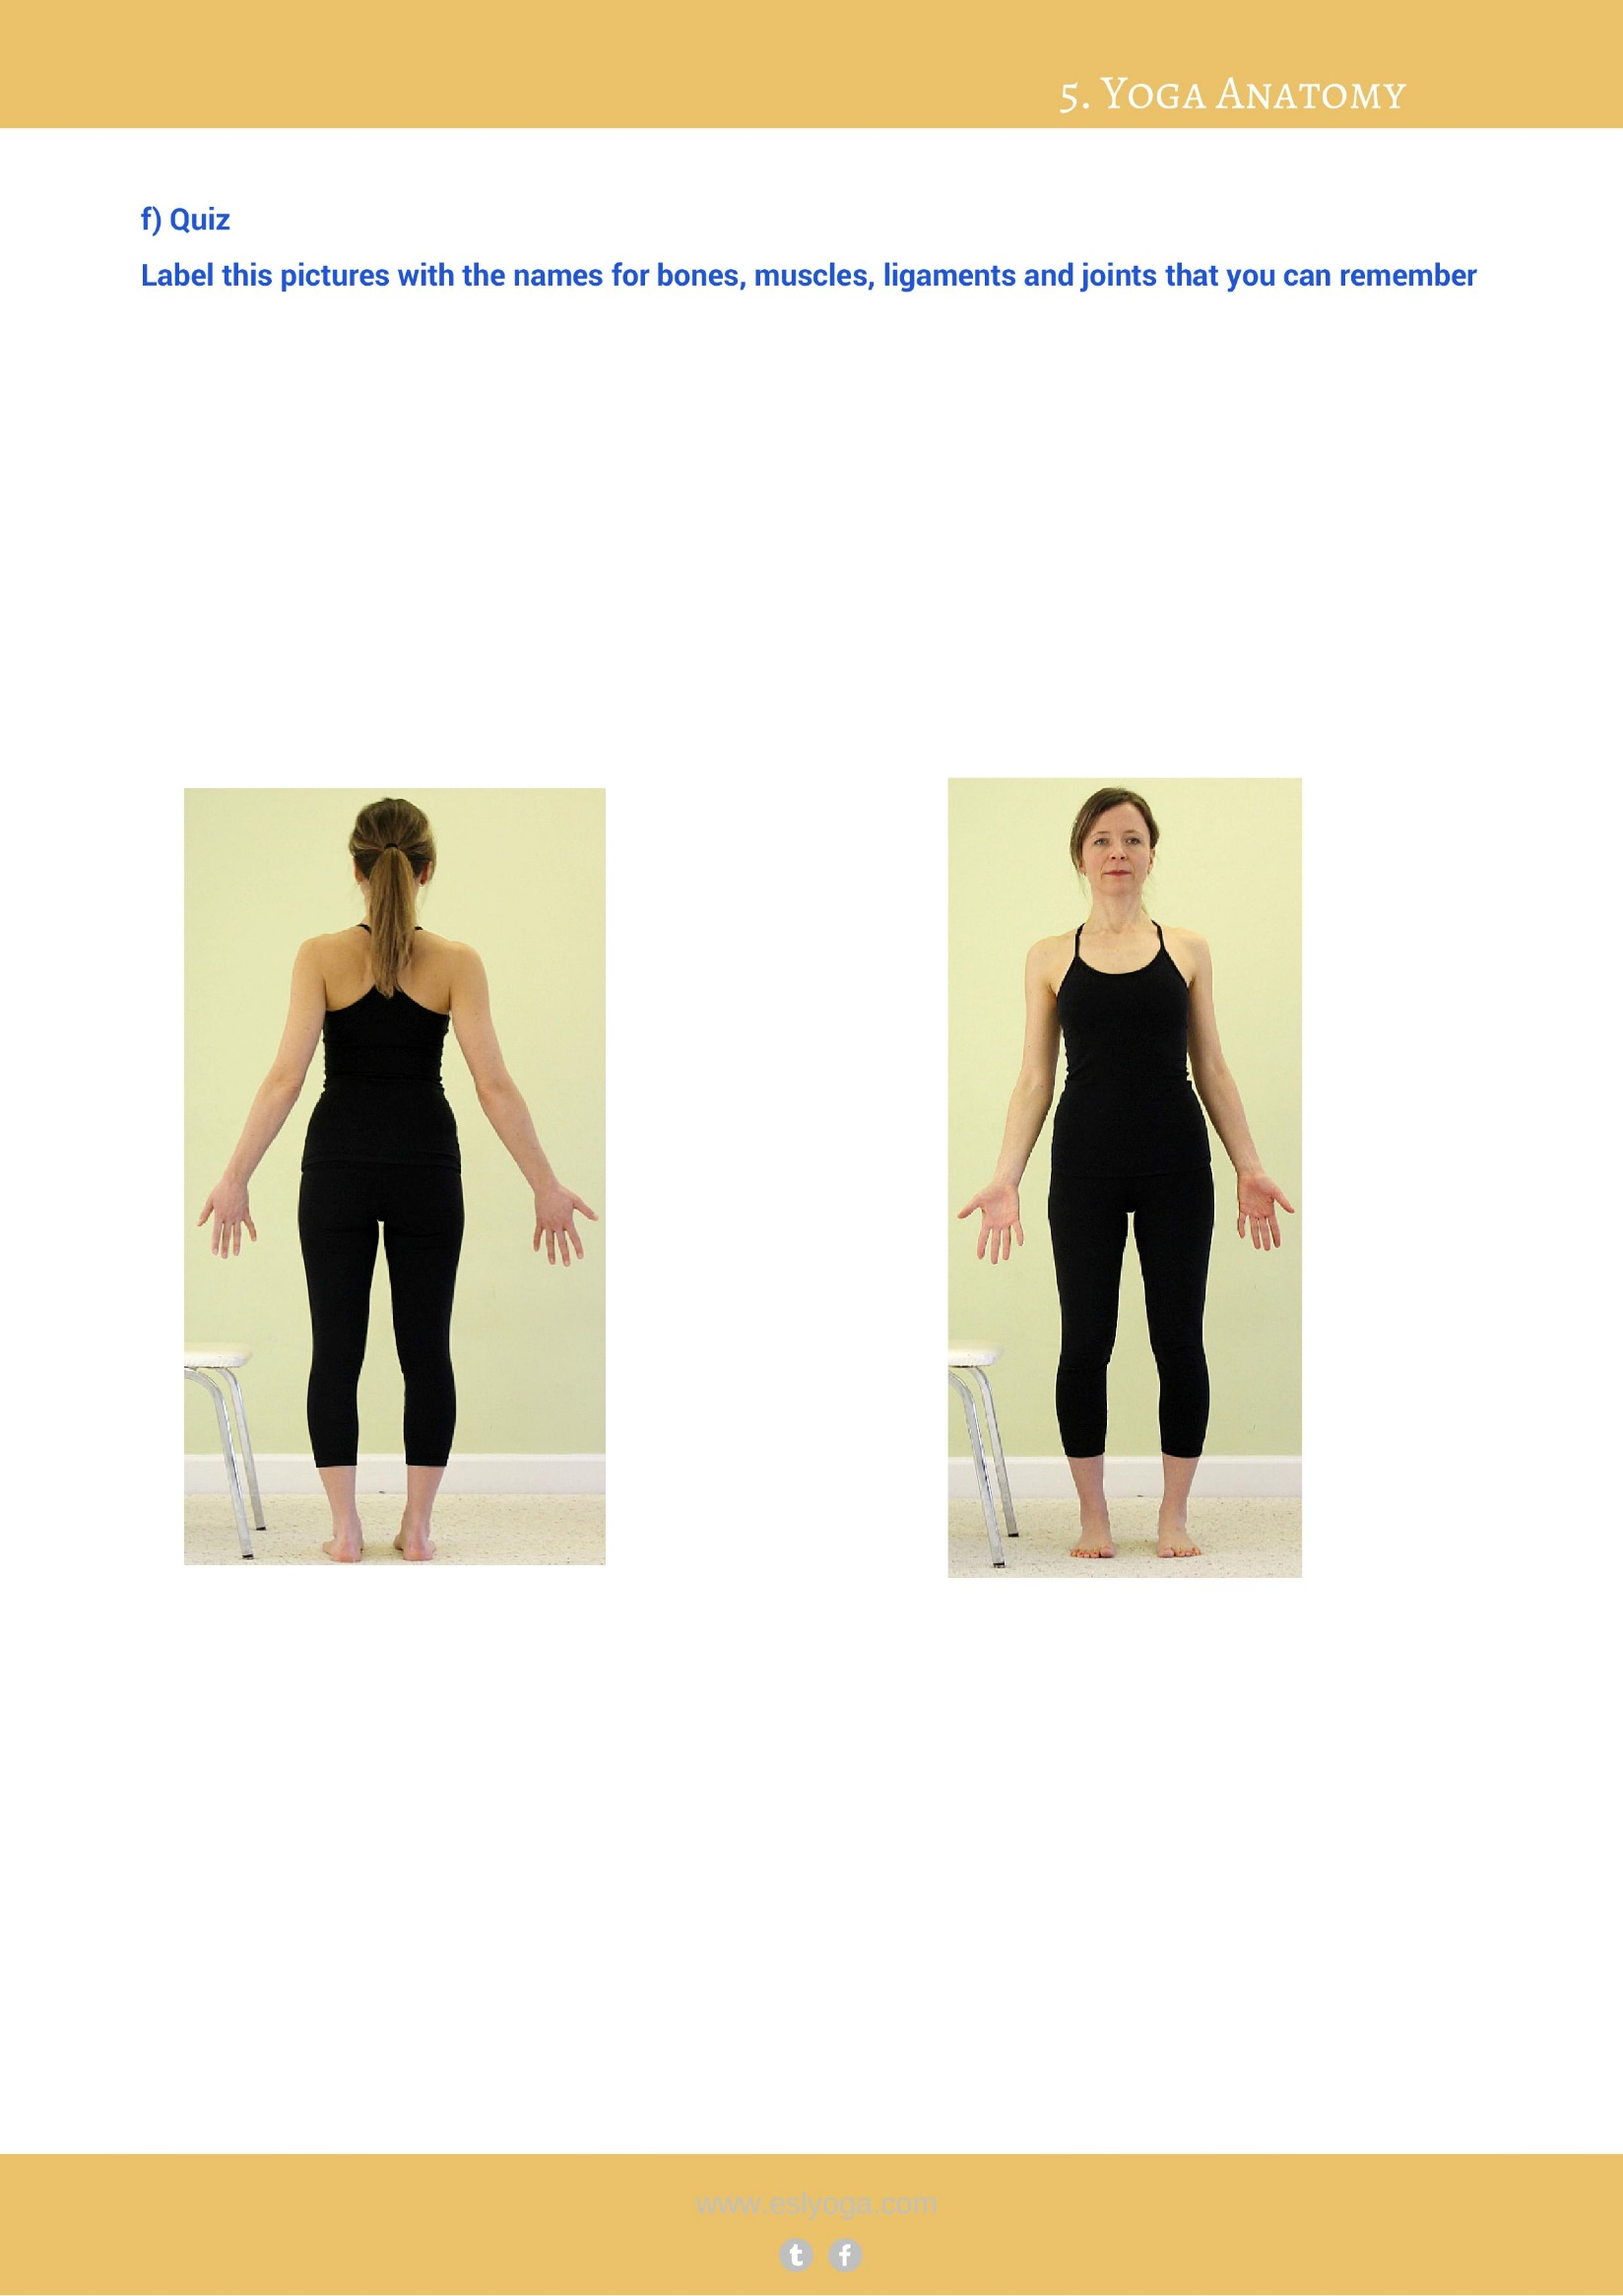 5. Yoga Anatomy
f) Quiz
Label this pictures with the names for bones, muscles, ligaments and joints that you can remember
www.eslyoga.com
t f